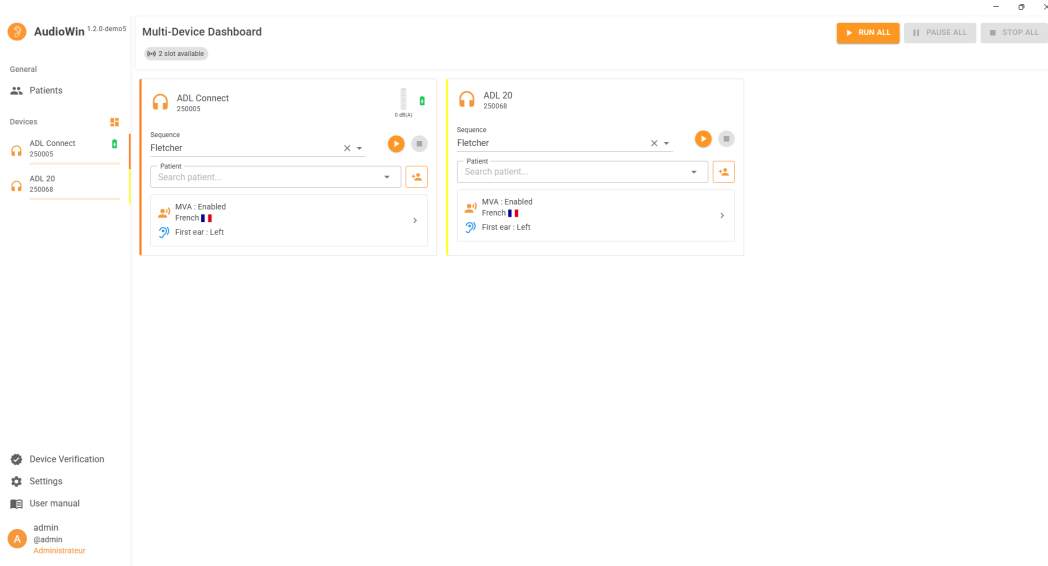 AudioWin 1.2.0-demo5
General
Patients
Devices
ADL Connect
250005
ADL 20
250068
Device Verification
Settings
User manual
A
admin
@admin
Administrateur
Multi-Device Dashboard
RUN ALL
PAUSE ALL
STOP ALL
2 slot available
ADL Connect
250005
0 dB(A)
Sequence
Fletcher
Patient
Search patient...
MVA : Enabled
French
First ear : Left
ADL 20
250068
Sequence
Fletcher
Patient
Search patient...
MVA : Enabled
French
First ear : Left